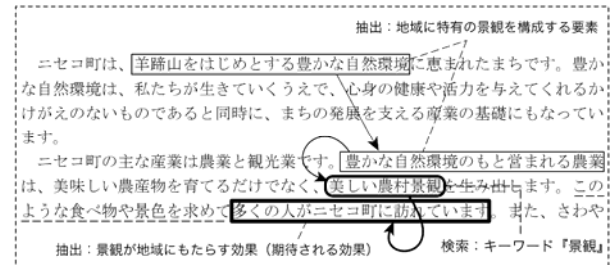 抽出：地域に特有の景観を構成する要素
ニセコ町は、羊蹄山をはじめとする豊かな自然環境に恵まれたまちです。豊か
な自然環境は、私たちが生きていくうえで、心身の健康や活力を与えてくれるか
けがえのないものであると同時に、まちの発展を支える産業の基礎にもなってい
ます。
ニセコ町の主な産業は農業と観光業です。豊かな自然環境のもと営まれる農業
は、美味しい農産物を育てるだけでなく、美しい農村景観を生み出します。この
ような食べ物や景色を求めて多くの人がニセコ町に訪れています。また、さわや
抽出：景観が地域にもたらす効果（期待される効果）
検索：キーワード『景観』